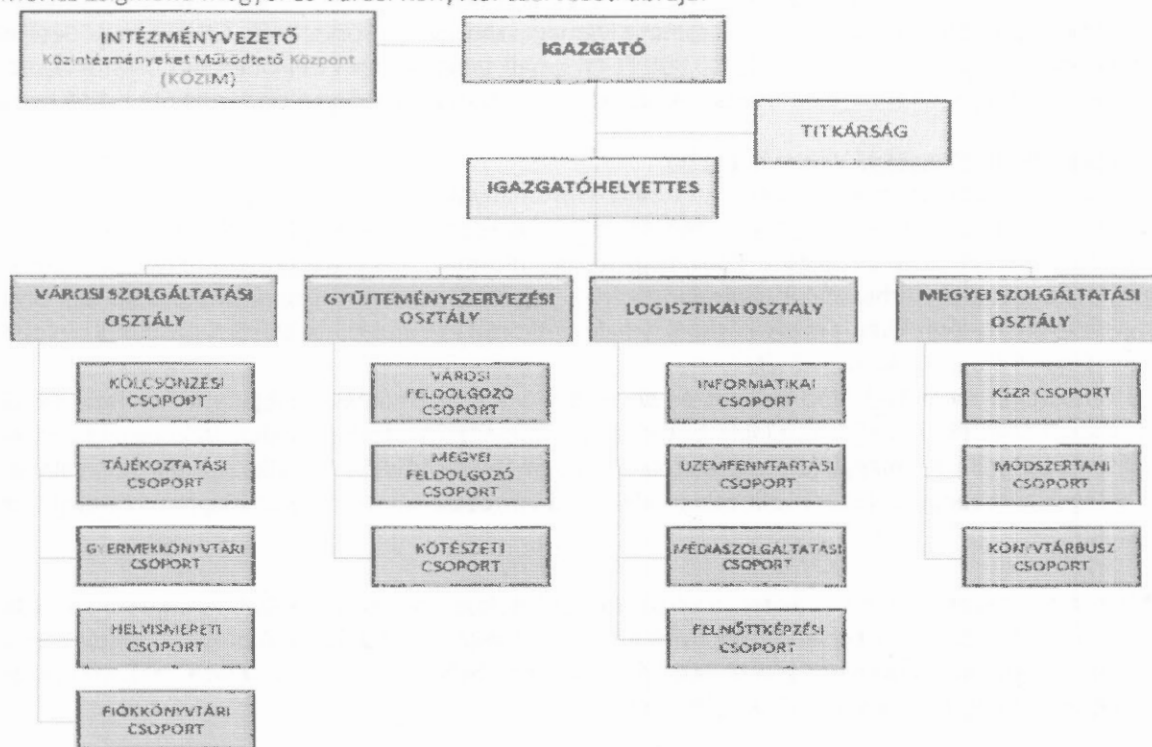 INTÉZMÉNYVEZETŐ
Közintézményeket Működtető Központ
(KÖZIM)
IGAZGATÓ
TITKÁRSÁG
IGAZGATÓHELYETTES
VÁROSI SZOLGÁLTATÁSI
OSZTÁLY
KÖLCSONZÉSI
CSOPOPT
TÁJÉKOZTATÁSI
CSOPORT
GYERMEKKÖNYVTÁRI
CSOPORT
HELYISMERETI
CSOPORT
FIÓKKÖNYVTÁRI
CSOPORT
GYŰJTEMÉNYSZERVEZÉSI
OSZTÁLY
VÁROSI
FELDOLGOZÓ
CSOPORT
MEGYEI
FELDOLGOZÓ
CSOPORT
KÖTÉSZETI
CSOPORT
LOGISZTIKAI OSZTÁLY
INFORMATIKAI
CSOPORT
ÜZEMFENNTARTÁSI
CSOPORT
MÉDIASZOLGÁLTATÁSI
CSOPORT
FELNŐTTKÉPZÉSI
CSOPORT
MEGYEI SZOLGÁLTATÁSI
OSZTÁLY
KSZR CSOPORT
MÓDSZERTANI
CSOPORT
KÖNYVTÁRBUSZ
CSOPORT